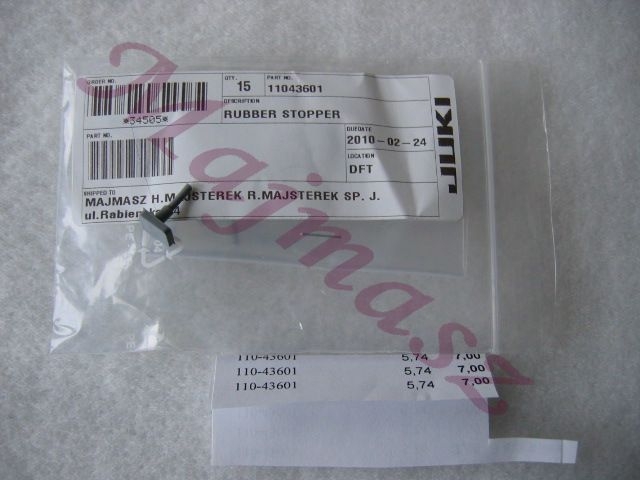 ORDER NO.
*54505*
QTY.
15
PART NO.
11043601
DESCRIPTION
RUBBER STOPPER
PART NO.
DUEDATE
2010-02-24
LOCATION
DFT
JUKI
SHIPPED TO
MAJMASZ H.MAJSTEREK R.MAJSTEREK SP. J.
110-43601 5,74 7,00
110-43601 5,74 7,00
110-43601 5,74 7,00
Majmasz